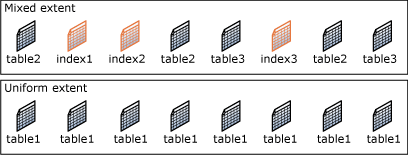 Mixed extent
table2 index1 index2 table2 table3 index3 table2 table3
Uniform extent
table1 table1 table1 table1 table1 table1 table1 table1